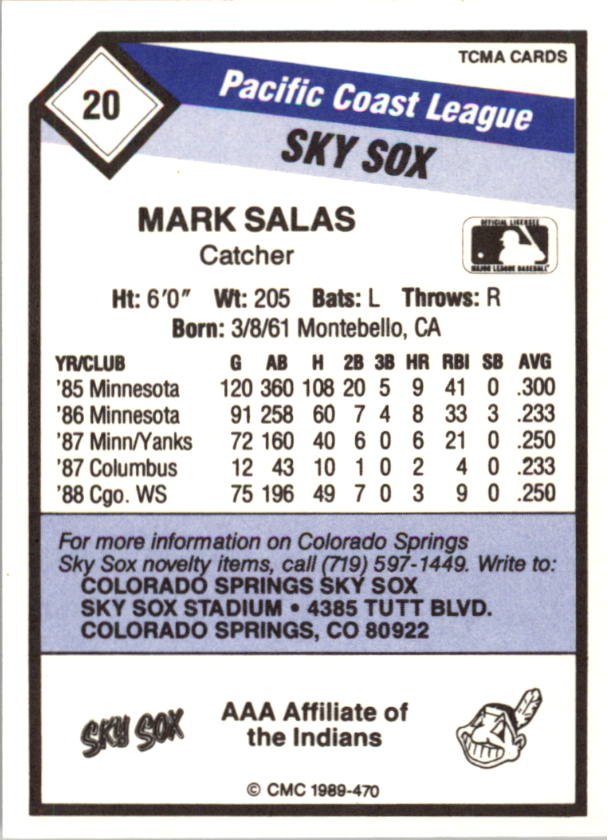 TCMA CARDS
20
Pacific Coast League
SKY SOX
MARK SALAS
Catcher
OFFICIAL LICENSEE
MAJOR LEAGUE BASEBALL
Ht: 6'0" Wt: 205 Bats: L Throws: R
Born: 3/8/61 Montebello, CA
YR/CLUB G AB H 2B 3B HR RBI SB AVG
'85 Minnesota 120 360 108 20 5 9 41 0 .300
'86 Minnesota 91 258 60 7 4 8 33 3 .233
'87 Minn/Yanks 72 160 40 6 0 6 21 0 .250
'87 Columbus 12 43 10 1 0 2 4 0 .233
'88 Cgo. WS 75 196 49 7 0 3 9 0 .250
For more information on Colorado Springs
Sky Sox novelty items, call (719) 597-1449. Write to:
COLORADO SPRINGS SKY SOX
SKY SOX STADIUM • 4385 TUTT BLVD.
COLORADO SPRINGS, CO 80922
SKY SOX
AAA Affiliate of
the Indians
© CMC 1989-470